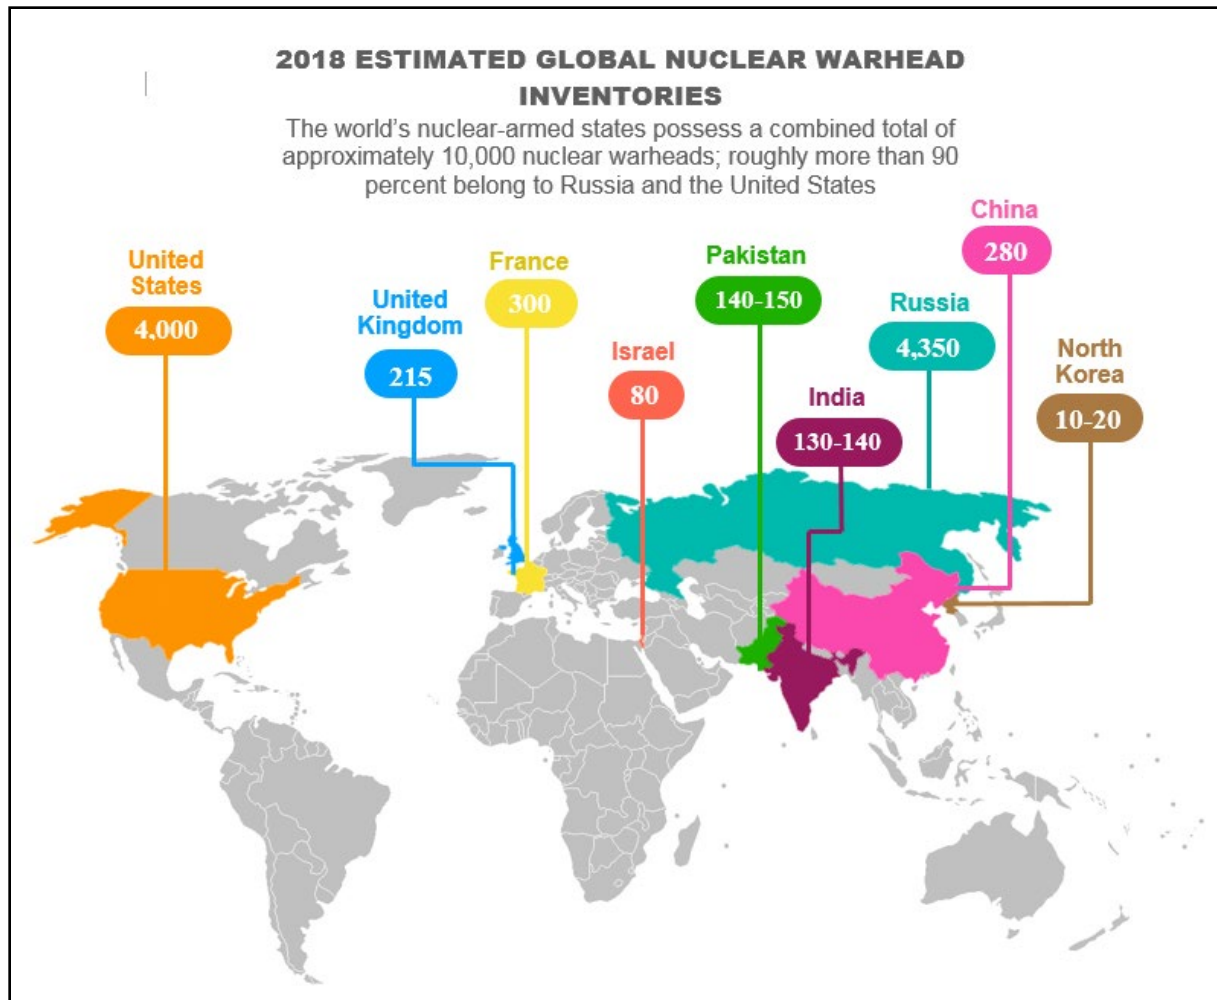 2018 ESTIMATED GLOBAL NUCLEAR WARHEAD
INVENTORIES
The world's nuclear-armed states possess a combined total of
approximately 10,000 nuclear warheads; roughly more than 90
percent belong to Russia and the United States
United
States
4,000
United
Kingdom
215
France
300
Israel
80
Pakistan
140-150
India
130-140
Russia
4,350
China
280
North
Korea
10-20